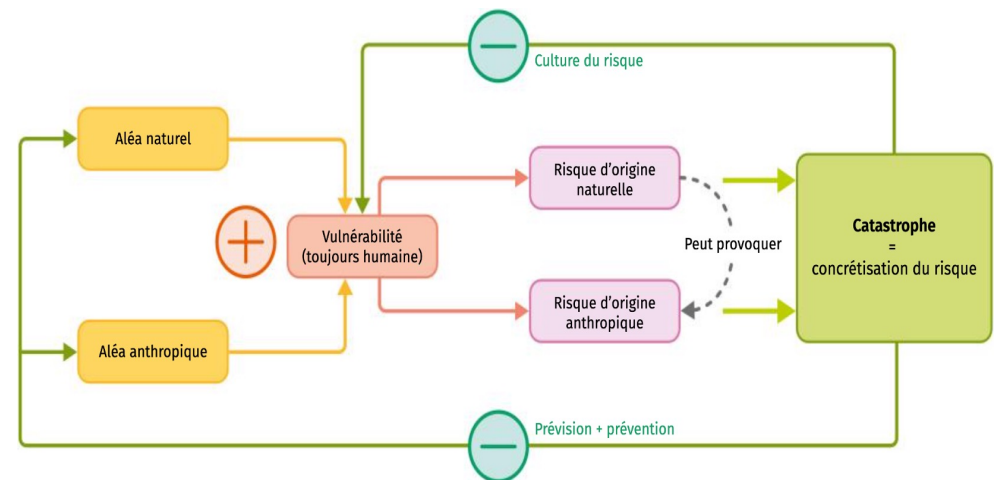 Culture du risque
Aléa naturel
Risque d'origine
naturelle
Vulnérabilité
(toujours humaine)
Peut provoquer
Catastrophe
=
concrétisation du risque
Risque d'origine
anthropique
Aléa anthropique
Prévision + prévention